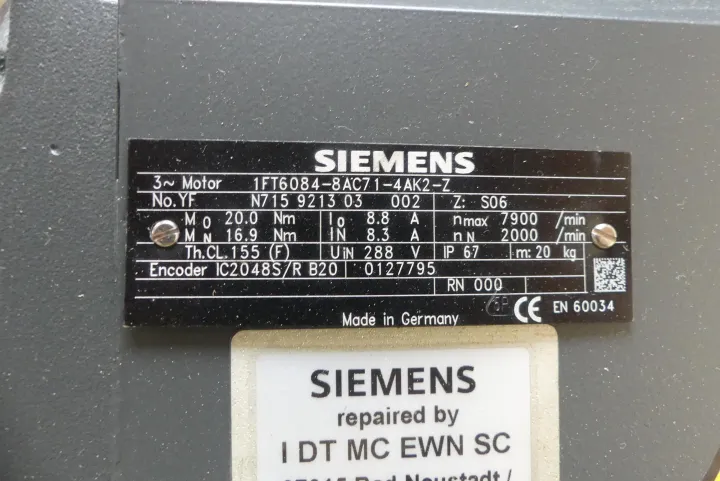 SIEMENS
3~ Motor 1FT6084-8AC71-4AK2-Z
No.YF N715 9213 03 002 Z: S06
M0 20.0 Nm I0 8.8 A nmax 7900 /min
MN 16.9 Nm IN 8.3 A nN 2000 /min
Th.CL.155 (F) UIN 288 V IP 67 m: 20 kg
Encoder IC2048S/R B20 0127795
RN 000
Made in Germany CE EN 60034
SIEMENS
repaired by
I DT MC EWN SC
Bad Neustadt /